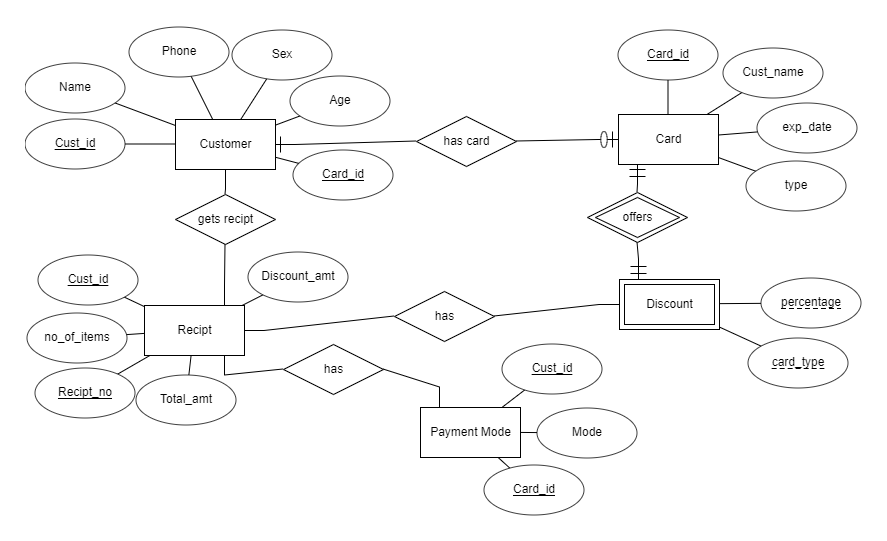 Phone
Sex
Card_id
Cust_name
Name
Age
exp_date
Cust_id
Customer
has card
Card
Card_id
type
gets recipt
offers
Cust_id
Discount_amt
Recipt
has
Discount
percentage
no_of_items
card_type
Recipt_no
Total_amt
has
Cust_id
Payment Mode
Mode
Card_id